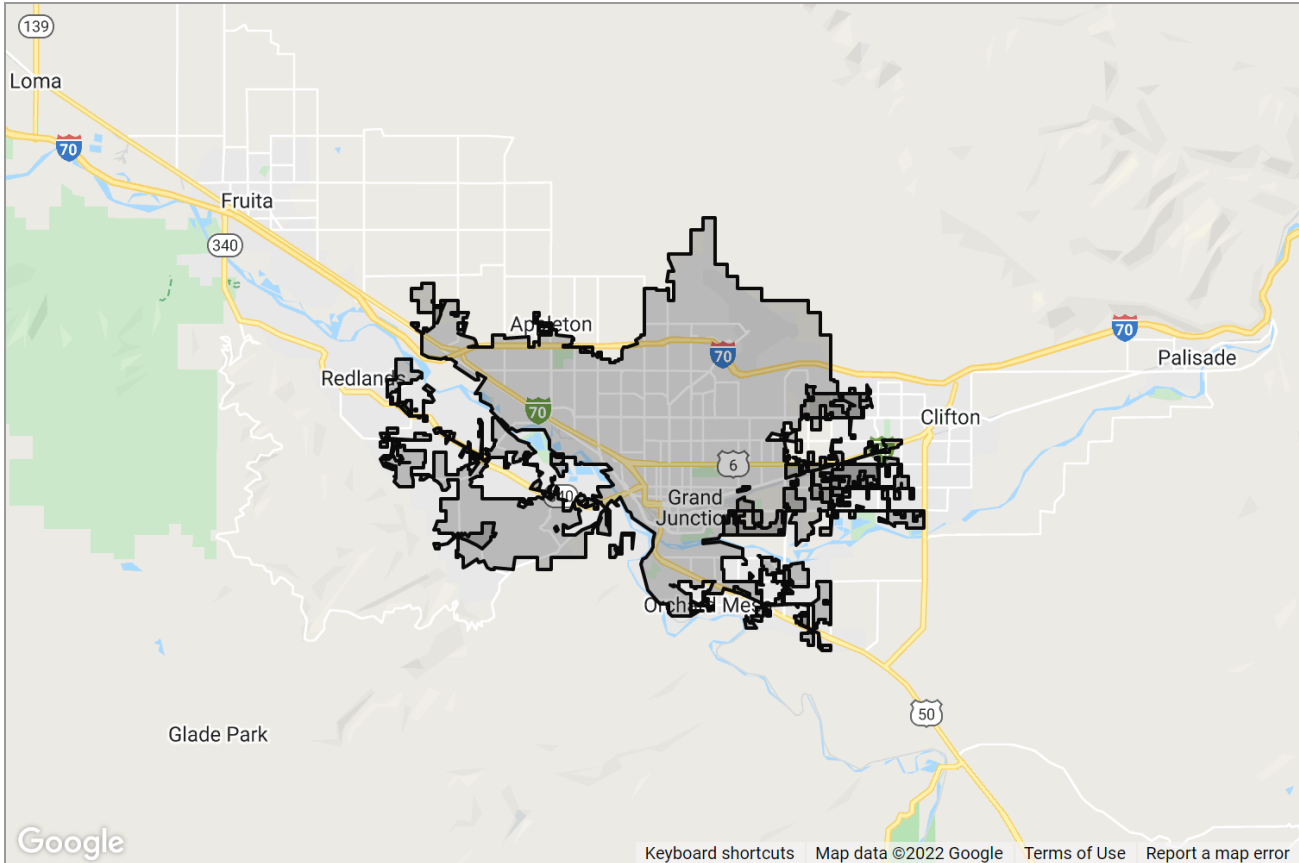 139
Loma
70
Fruita
340
Appleton
70
70
Palisade
Redlands
70
Clifton
6
340
Grand
Junction
Orchard Mesa
50
Glade Park
Google
Keyboard shortcuts
Map data ©2022 Google
Terms of Use
Report a map error